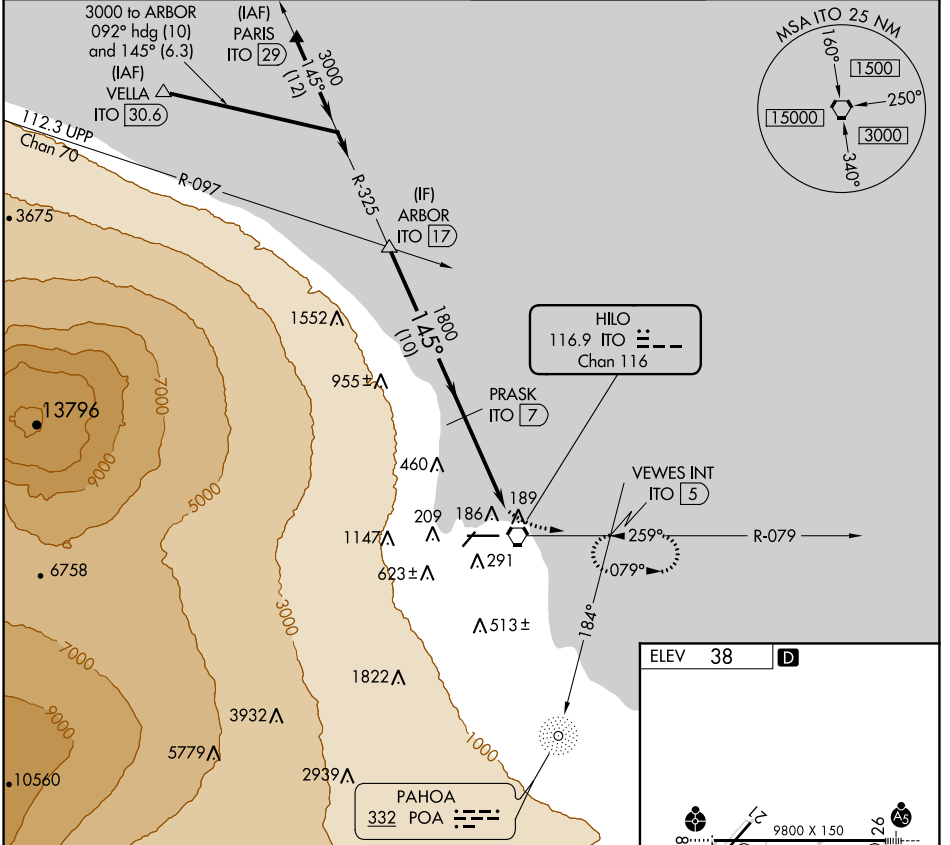 3000 to ARBOR
092° hdg (10)
and 145° (6.3)
(IAF)
VELLA
ITO 30.6
(IAF)
PARIS
ITO 29
3000
145°
(12)
MSA ITO 25 NM
160°
1500
250°
15000
3000
340°
112.3 UPP
Chan 70
R-097
R-325
(IF)
ARBOR
ITO 17
3675
1552
1800
145°
(10)
HILO
116.9 ITO
Chan 116
955±
7000
13796
PRASK
ITO 7
9000
5000
460
VEWES INT
ITO 5
189
186
209
1147
259°
R-079
291
623±
079°
6758
3000
513±
184°
7000
1822
9000
3932
5779
1000
2939
10560
PAHOA
332 POA
ELEV 38 D
21
9800 X 150
8
26
A5